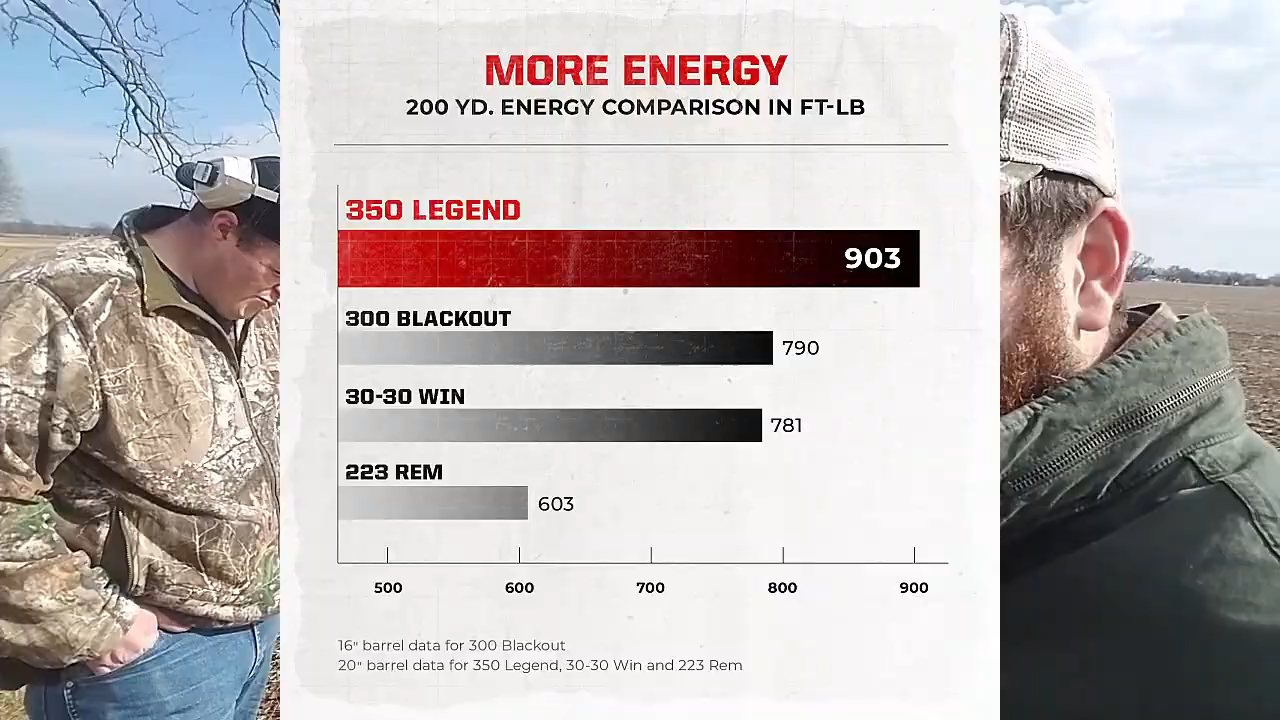 MORE ENERGY
200 YD. ENERGY COMPARISON IN FT-LB
350 LEGEND
903
300 BLACKOUT
790
30-30 WIN
781
223 REM
603
500 600 700 800 900
16" barrel data for 300 Blackout
20" barrel data for 350 Legend, 30-30 Win and 223 Rem